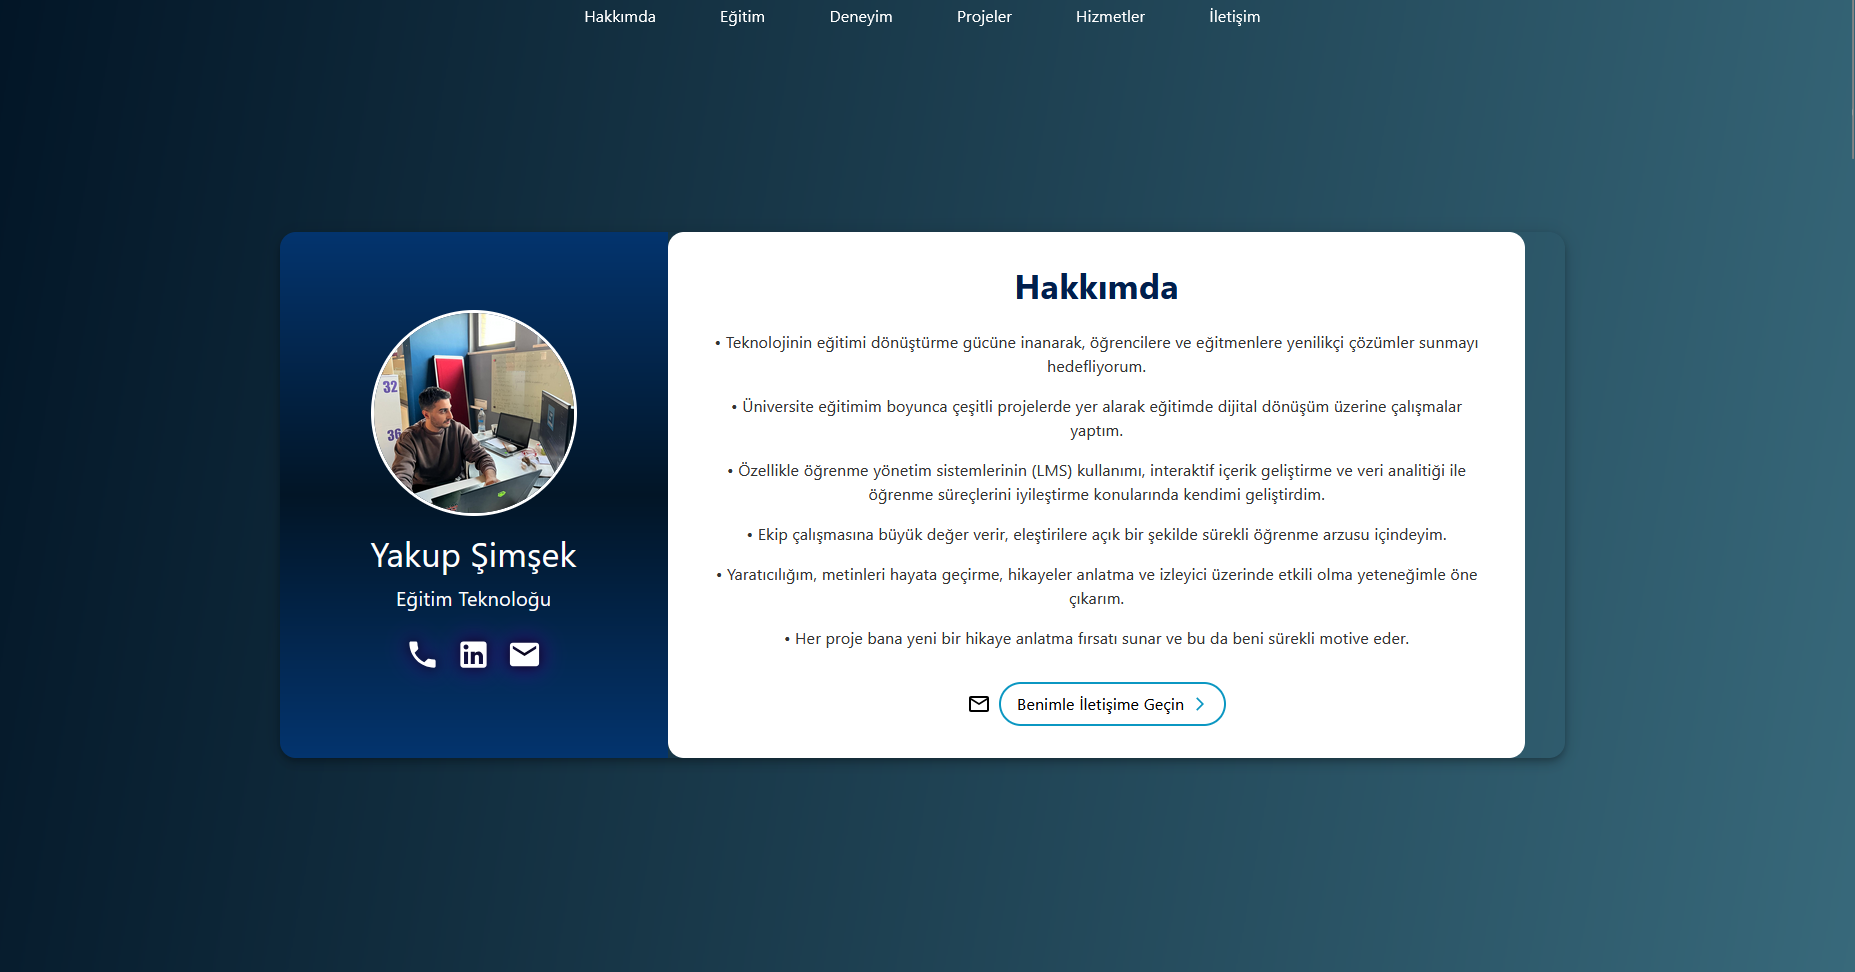 Hakkımda Eğitim Deneyim Projeler Hizmetler İletişim
32
36
Yakup Şimşek
Eğitim Teknoloğu
in
Hakkımda
• Teknolojinin eğitimi dönüştürme gücüne inanarak, öğrencilere ve eğitmenlere yenilikçi çözümler sunmayı
hedefliyorum.
• Üniversite eğitimim boyunca çeşitli projelerde yer alarak eğitimde dijital dönüşüm üzerine çalışmalar
yaptım.
• Özellikle öğrenme yönetim sistemlerinin (LMS) kullanımı, interaktif içerik geliştirme ve veri analitiği ile
öğrenme süreçlerini iyileştirme konularında kendimi geliştirdim.
• Ekip çalışmasına büyük değer verir, eleştirilere açık bir şekilde sürekli öğrenme arzusu içindeyim.
• Yaratıcılığım, metinleri hayata geçirme, hikayeler anlatma ve izleyici üzerinde etkili olma yeteneğimle öne
çıkarım.
• Her proje bana yeni bir hikaye anlatma fırsatı sunar ve bu da beni sürekli motive eder.
Benimle İletişime Geçin